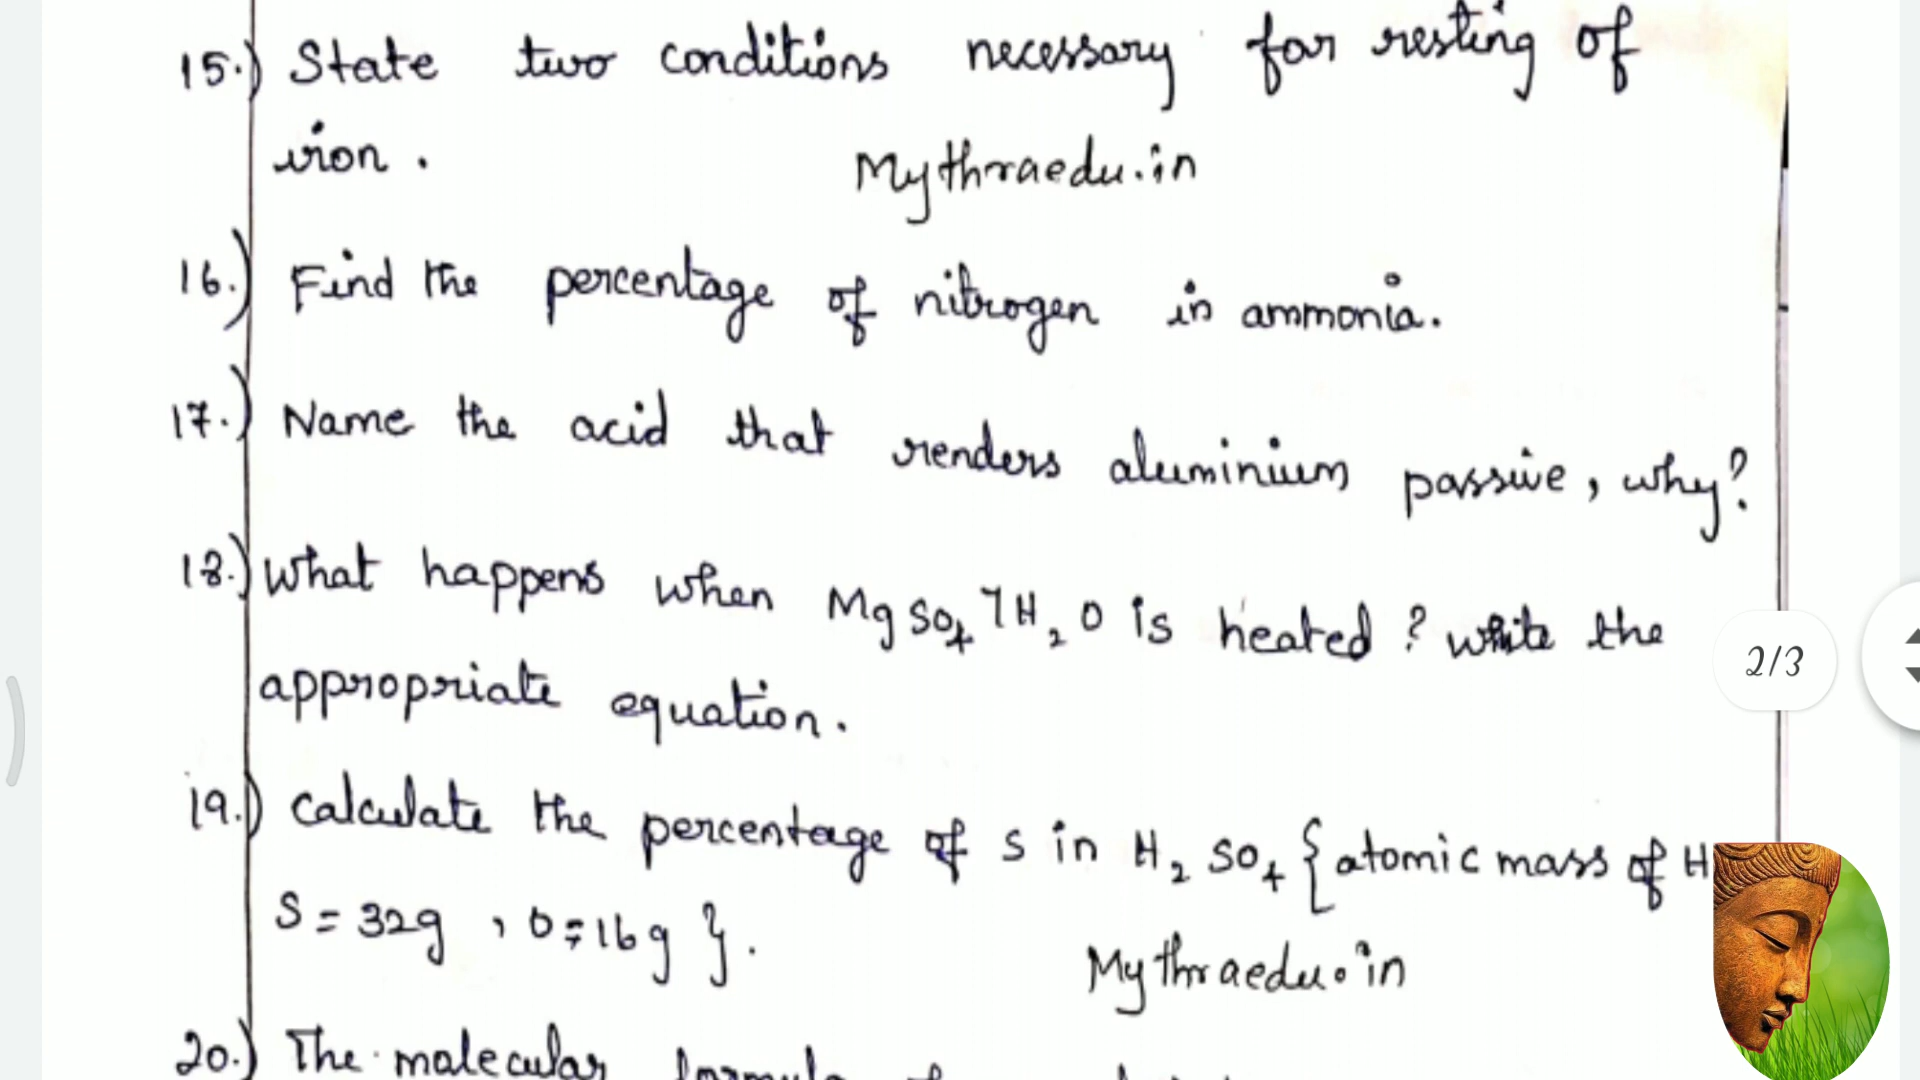 15.) State two conditions necessary for resting of
iron.
Mythraedu.in
16.) Find the percentage of nitrogen in ammonia.
17.) Name the acid that renders aluminium passive, why?
18.) What happens when MgSO4 7H2O is heated? write the
2/3
appropriate equation.
19.) Calculate the percentage of S in H2SO4 {atomic mass of H
S = 32g, O = 16g}.
Mythraedu.in
20.) The molecular formula of